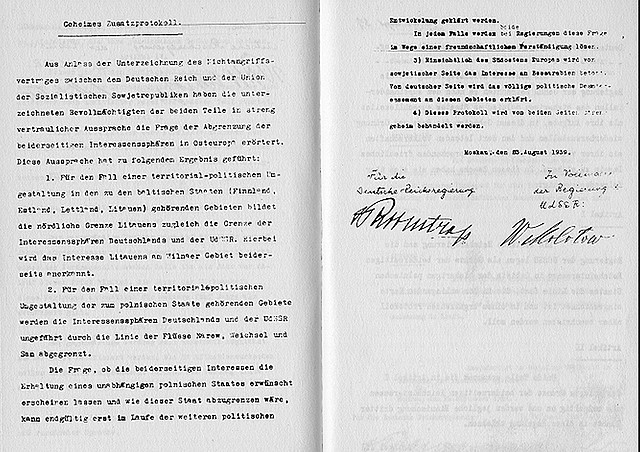 Geheimes Zusatzprotokoll.
Aus Anlass der Unterzeichnung des Nichtangriffs-
vertrages zwischen dem Deutschen Reich und der Union
der Sozialistischen Sowjetrepubliken haben die unter-
zeichneten Bevollmächtigten der beiden Teile in streng
vertraulicher Aussprache die Frage der Abgrenzung der
beiderseitigen Interessensphären in Osteuropa erörtert.
Diese Aussprache hat zu folgendem Ergebnis geführt:
1. Für den Fall einer territorial-politischen Um-
gestaltung in den zu den baltischen Staaten (Finnland,
Estland, Lettland, Litauen) gehörenden Gebieten bildet
die nördliche Grenze Litauens zugleich die Grenze der
Interessensphären Deutschlands und der UdSSR. Hierbei
wird das Interesse Litauens am Wilnaer Gebiet beider-
seits anerkannt.
2. Für den Fall einer territorial-politischen
Umgestaltung der zum polnischen Staate gehörenden Gebiete
werden die Interessensphären Deutschlands und der UdSSR
ungefähr durch die Linie der Flüsse Narew, Weichsel und
San abgegrenzt.
Die Frage, ob die beiderseitigen Interessen die
Erhaltung eines unabhängigen polnischen Staates erwünscht
erscheinen lassen und wie dieser Staat abzugrenzen wäre,
kann endgültig erst im Laufe der weiteren politischen
Entwickelung geklärt werden.
In jedem Falle werden beide Regierungen diese Frage
im Wege einer freundschaftlichen Verständigung lösen.
3) Hinsichtlich des Südostens Europas wird von
sowjetischer Seite das Interesse an Bessarabien betont.
Von deutscher Seite wird das völlige politische Desinte-
essement an diesen Gebieten erklärt.
4) Dieses Protokoll wird von beiden Seiten streng
geheim behandelt werden.
Moskau, den 23. August 1939.
Für die
Deutsche Reichsregierung
In Vollmacht
der Regierung
UdSSR:
Ribbentrop
W. Molotow